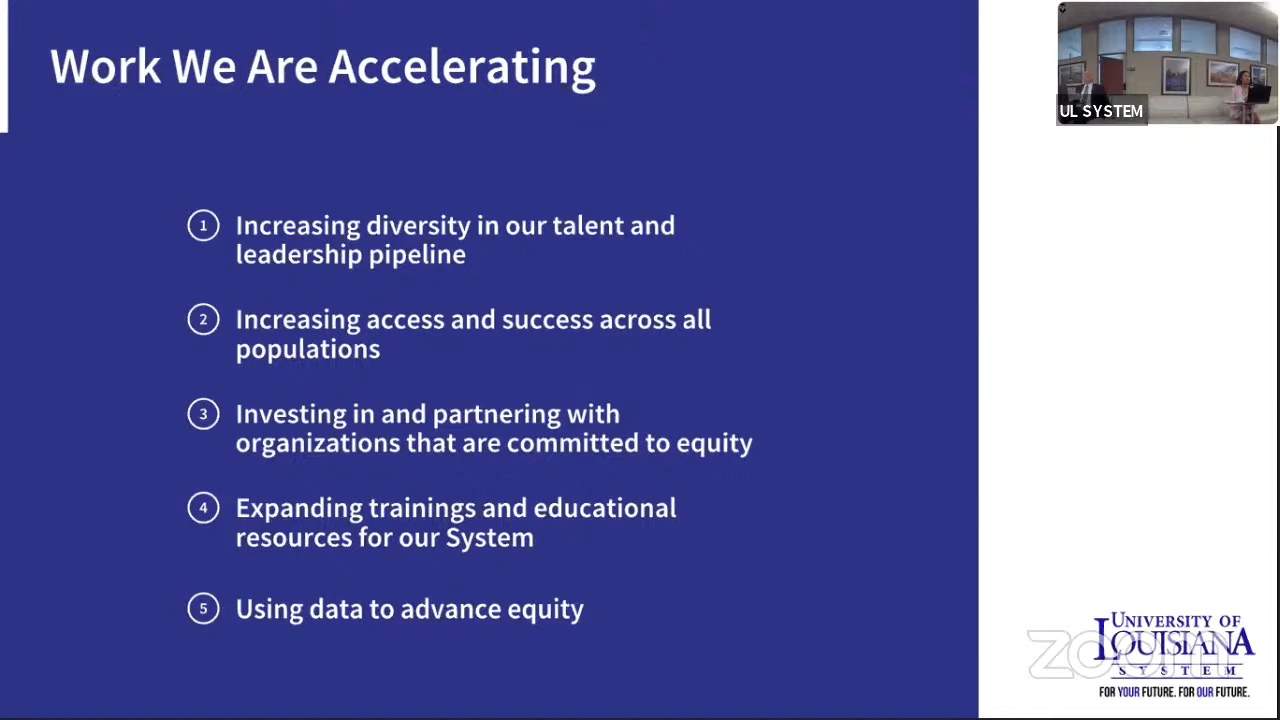 Work We Are Accelerating
UL SYSTEM
1 Increasing diversity in our talent and
leadership pipeline
2 Increasing access and success across all
populations
3 Investing in and partnering with
organizations that are committed to equity
4 Expanding trainings and educational
resources for our System
5 Using data to advance equity
UNIVERSITY OF
LOUISIANA
SYSTEM
zoom
FOR YOUR FUTURE. FOR OUR FUTURE.